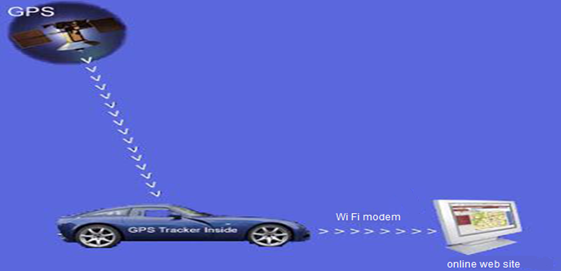 GPS
GPS Tracker Inside
Wi Fi modem
online web site